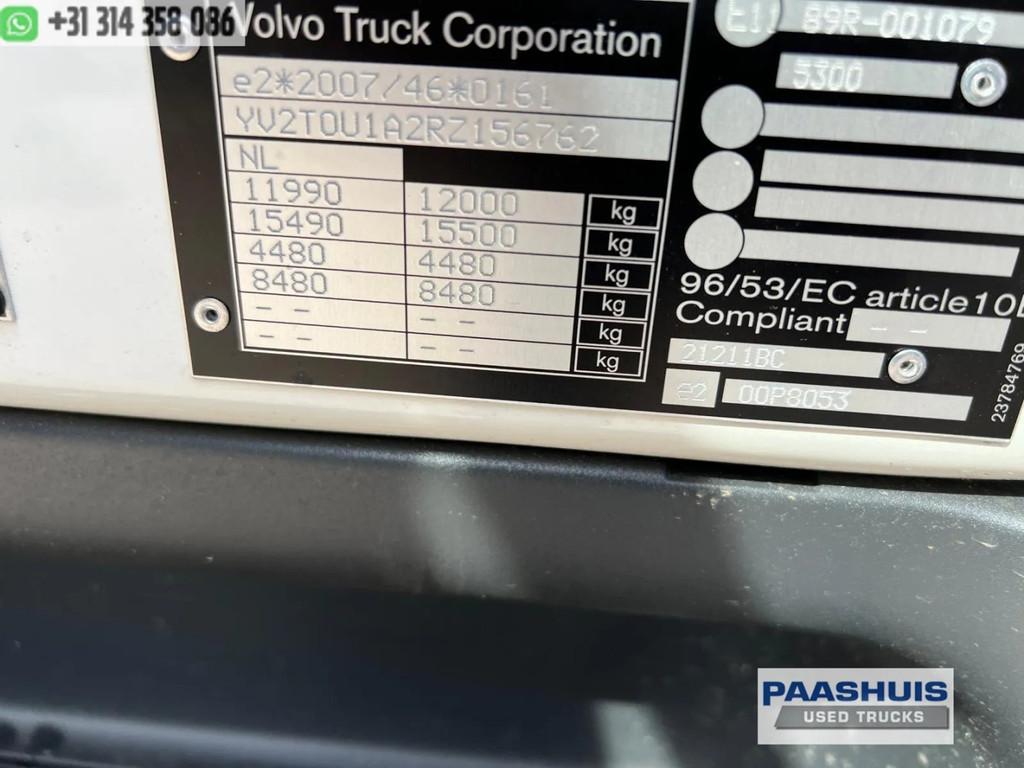 +31 314 358 086
Volvo Truck Corporation
e2*2007/46*0161
YV2T0U1A2RZ156762
NL
11990 12000 kg
15490 15500 kg
4480 4480 kg
8480 8480 kg
– – – – kg
– – – – kg
89R-001079
5300
96/53/EC article
Compliant – –
21211BC
e2 00P8053
23784769
PAASHUIS
USED TRUCKS